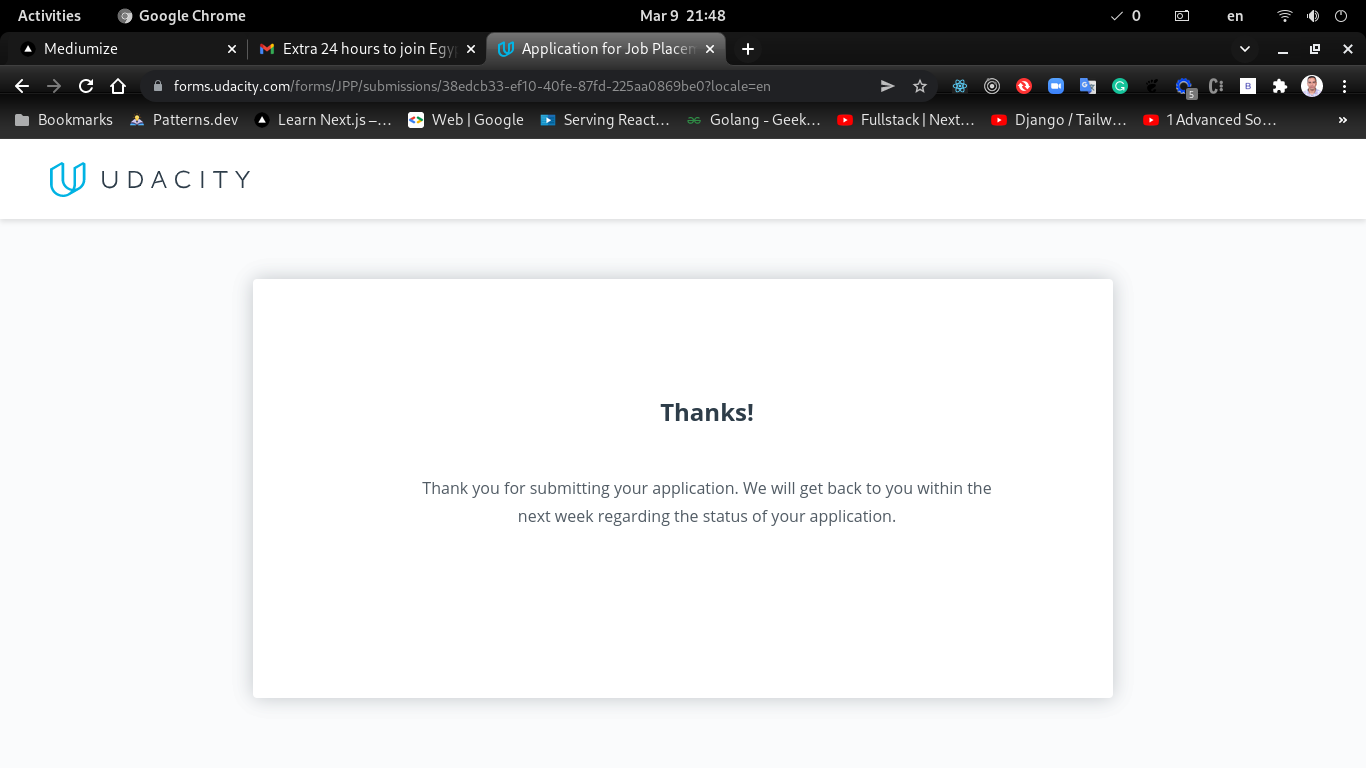 Activities
Google Chrome
Mar 9 21:48
0
en
Mediumize
Extra 24 hours to join Egyp
Application for Job Placem
forms.udacity.com/forms/JPP/submissions/38edcb33-ef10-40fe-87fd-225aa0869be0?locale=en
5
B
Bookmarks
Patterns.dev
Learn Next.js –...
Web | Google
Serving React...
Golang - Geek...
Fullstack | Next...
Django / Tailw...
1 Advanced So...
»
UDACITY
Thanks!
Thank you for submitting your application. We will get back to you within the
next week regarding the status of your application.